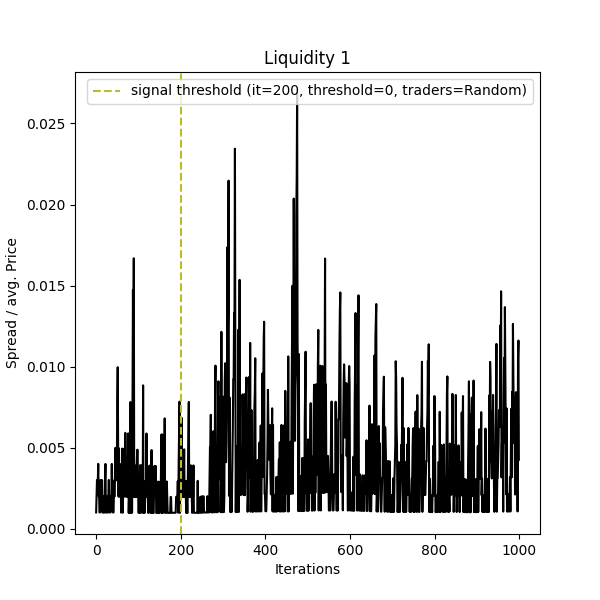 Liquidity 1
signal threshold (it=200, threshold=0, traders=Random)
Spread / avg. Price
0.025
0.020
0.015
0.010
0.005
0.000
0 200 400 600 800 1000
Iterations